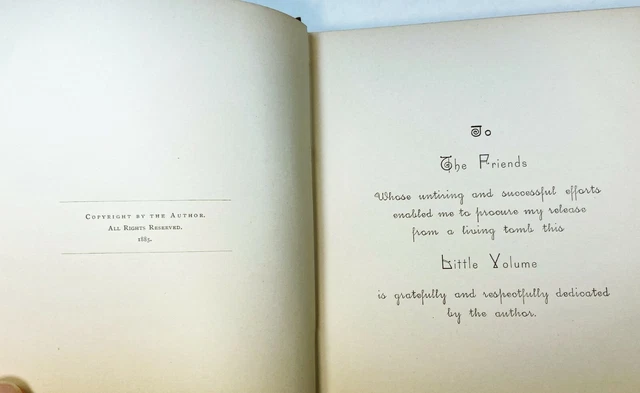 Copyright by the Author.
All Rights Reserved.
1885.
To
The Friends
Whose untiring and successful efforts
enabled me to procure my release
from a living tomb this
Little Volume
is gratefully and respectfully dedicated
by the author.